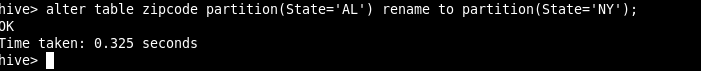 hive> alter table zipcode partition(State='AL') rename to partition(State='NY');
OK
Time taken: 0.325 seconds
hive>